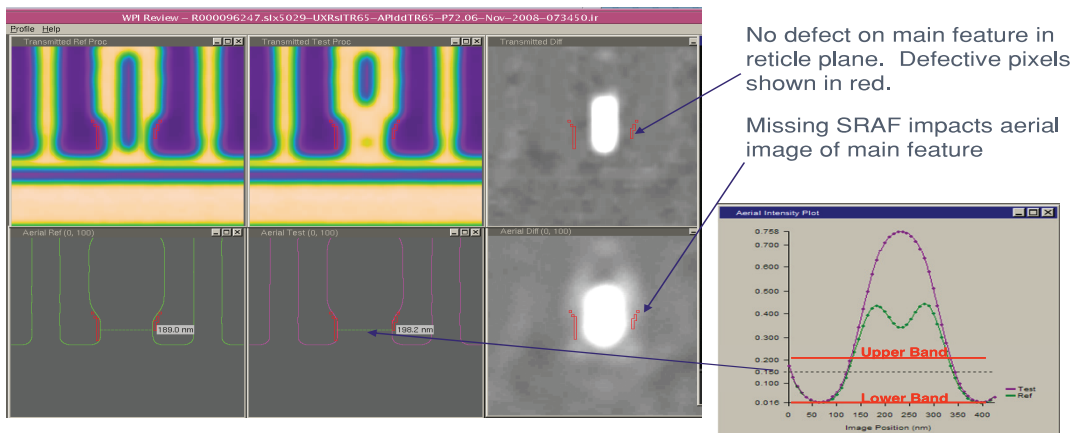 WPI Review – R000096247.slx5029–UXRslTR65–APIddTR65–P72.06–Nov–2008–073450.ir
Profile Help
Transmitted Ref Proc
Transmitted Test Proc
Transmitted Diff
Aerial Ref (0, 100)
Aerial Test (0, 100)
Aerial Diff (0, 100)
189.0 nm
198.2 nm
No defect on main feature in
reticle plane. Defective pixels
shown in red.
Missing SRAF impacts aerial
image of main feature
Aerial Intensity Plot
0.758
0.700
0.600
0.500
0.400
0.300
0.200
0.150
0.100
0.016
Upper Band
Lower Band
Test
Ref
0 50 100 150 200 250 300 350 400
Image Position (nm)